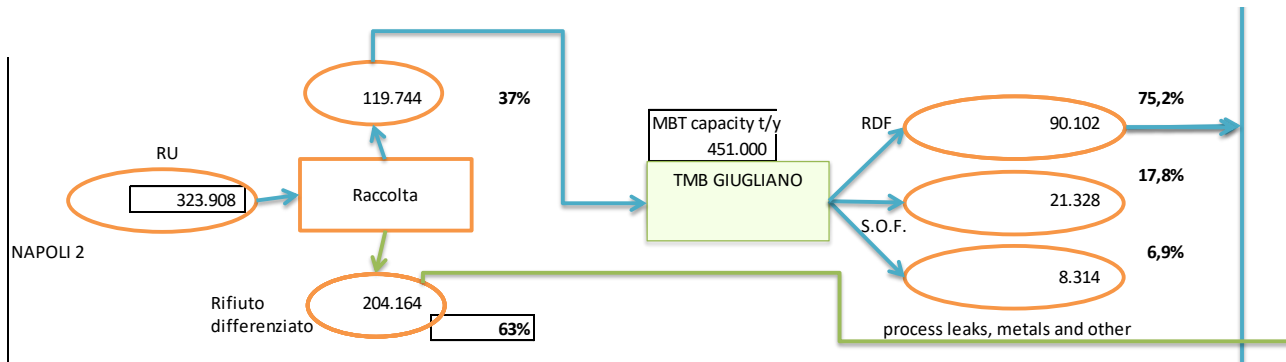 119.744
37%
75,2%
MBT capacity t/y
451.000
RDF
90.102
RU
323.908
Raccolta
TMB GIUGLIANO
17,8%
21.328
S.O.F.
NAPOLI 2
6,9%
8.314
Rifiuto
differenziato
204.164
63%
process leaks, metals and other